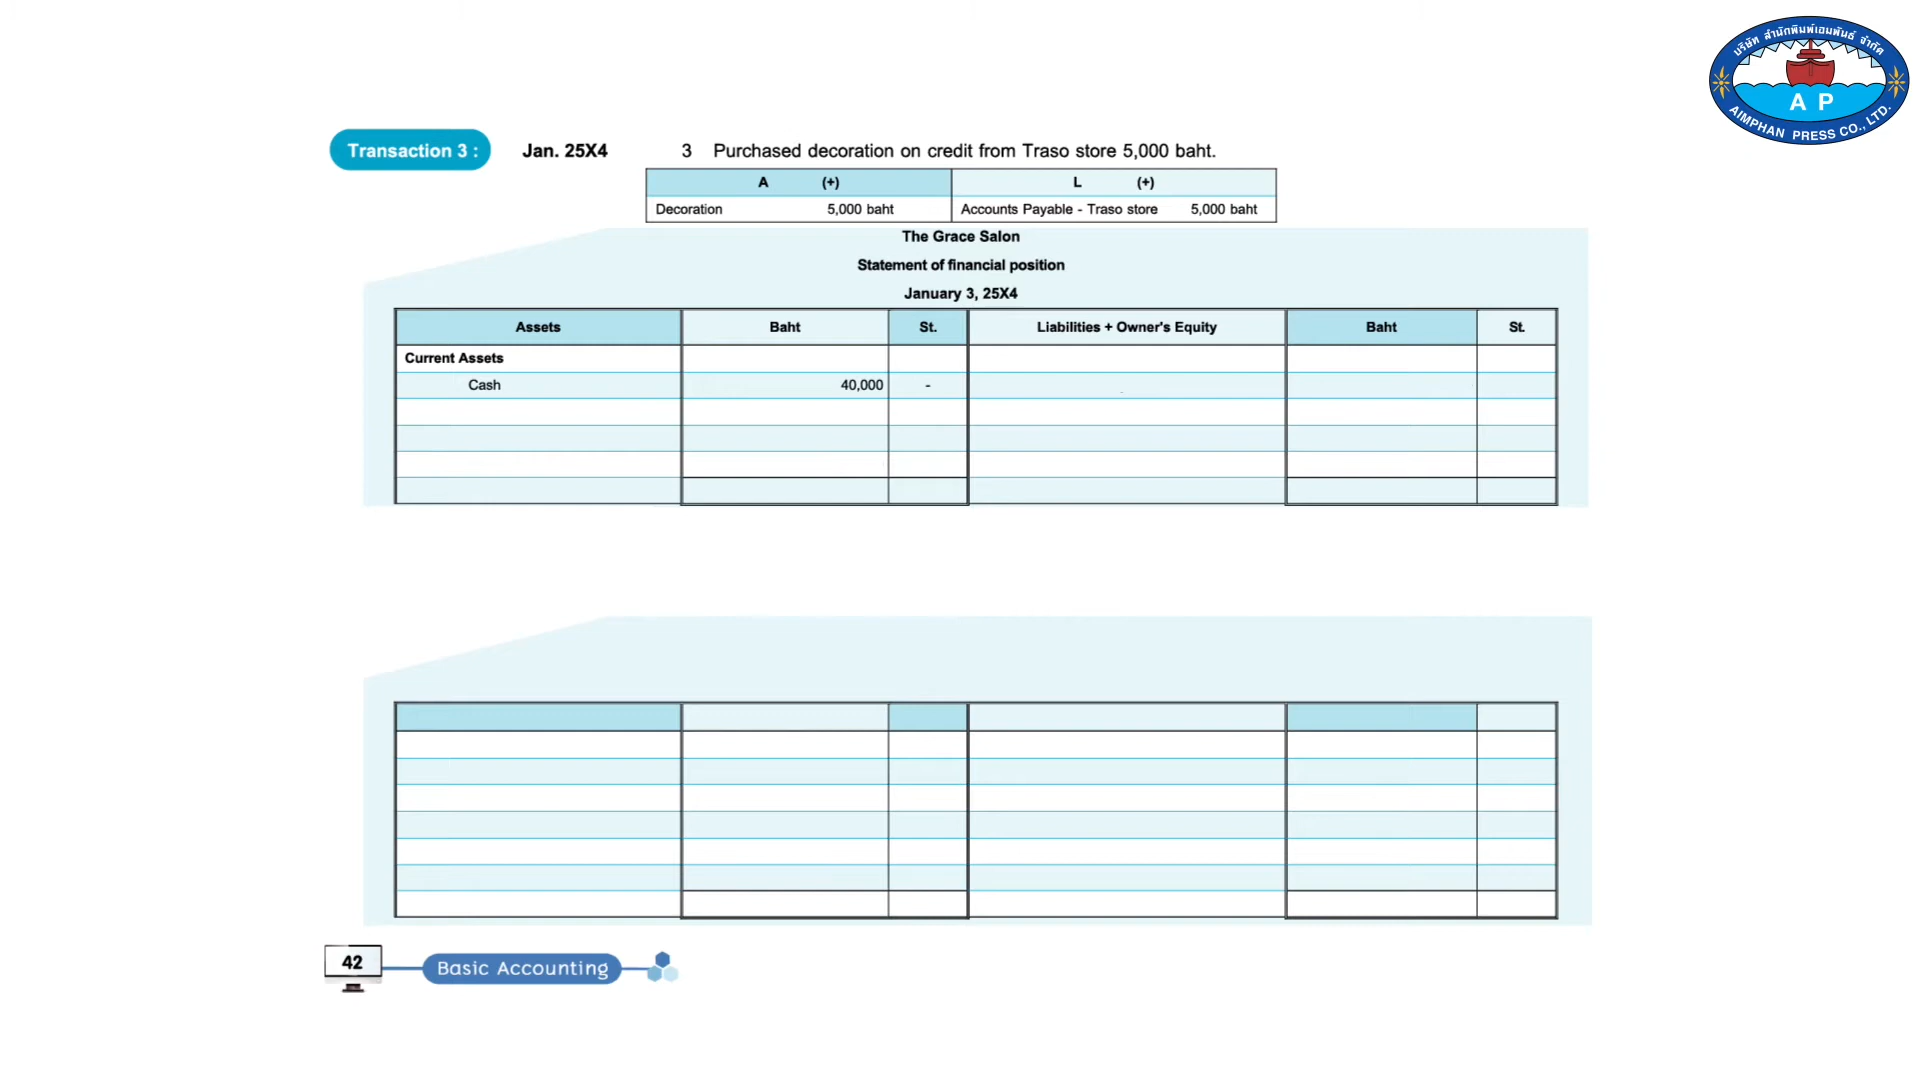 บริษัท สำนักพิมพ์เอมพันธ์ จำกัด
A P
AIMPHAN PRESS CO., LTD.
Transaction 3 : Jan. 25X4 3 Purchased decoration on credit from Traso store 5,000 baht.
A (+) L (+)
Decoration 5,000 baht Accounts Payable - Traso store 5,000 baht
The Grace Salon
Statement of financial position
January 3, 25X4
Assets Baht St. Liabilities + Owner's Equity Baht St.
Current Assets
Cash 40,000 -
42 Basic Accounting